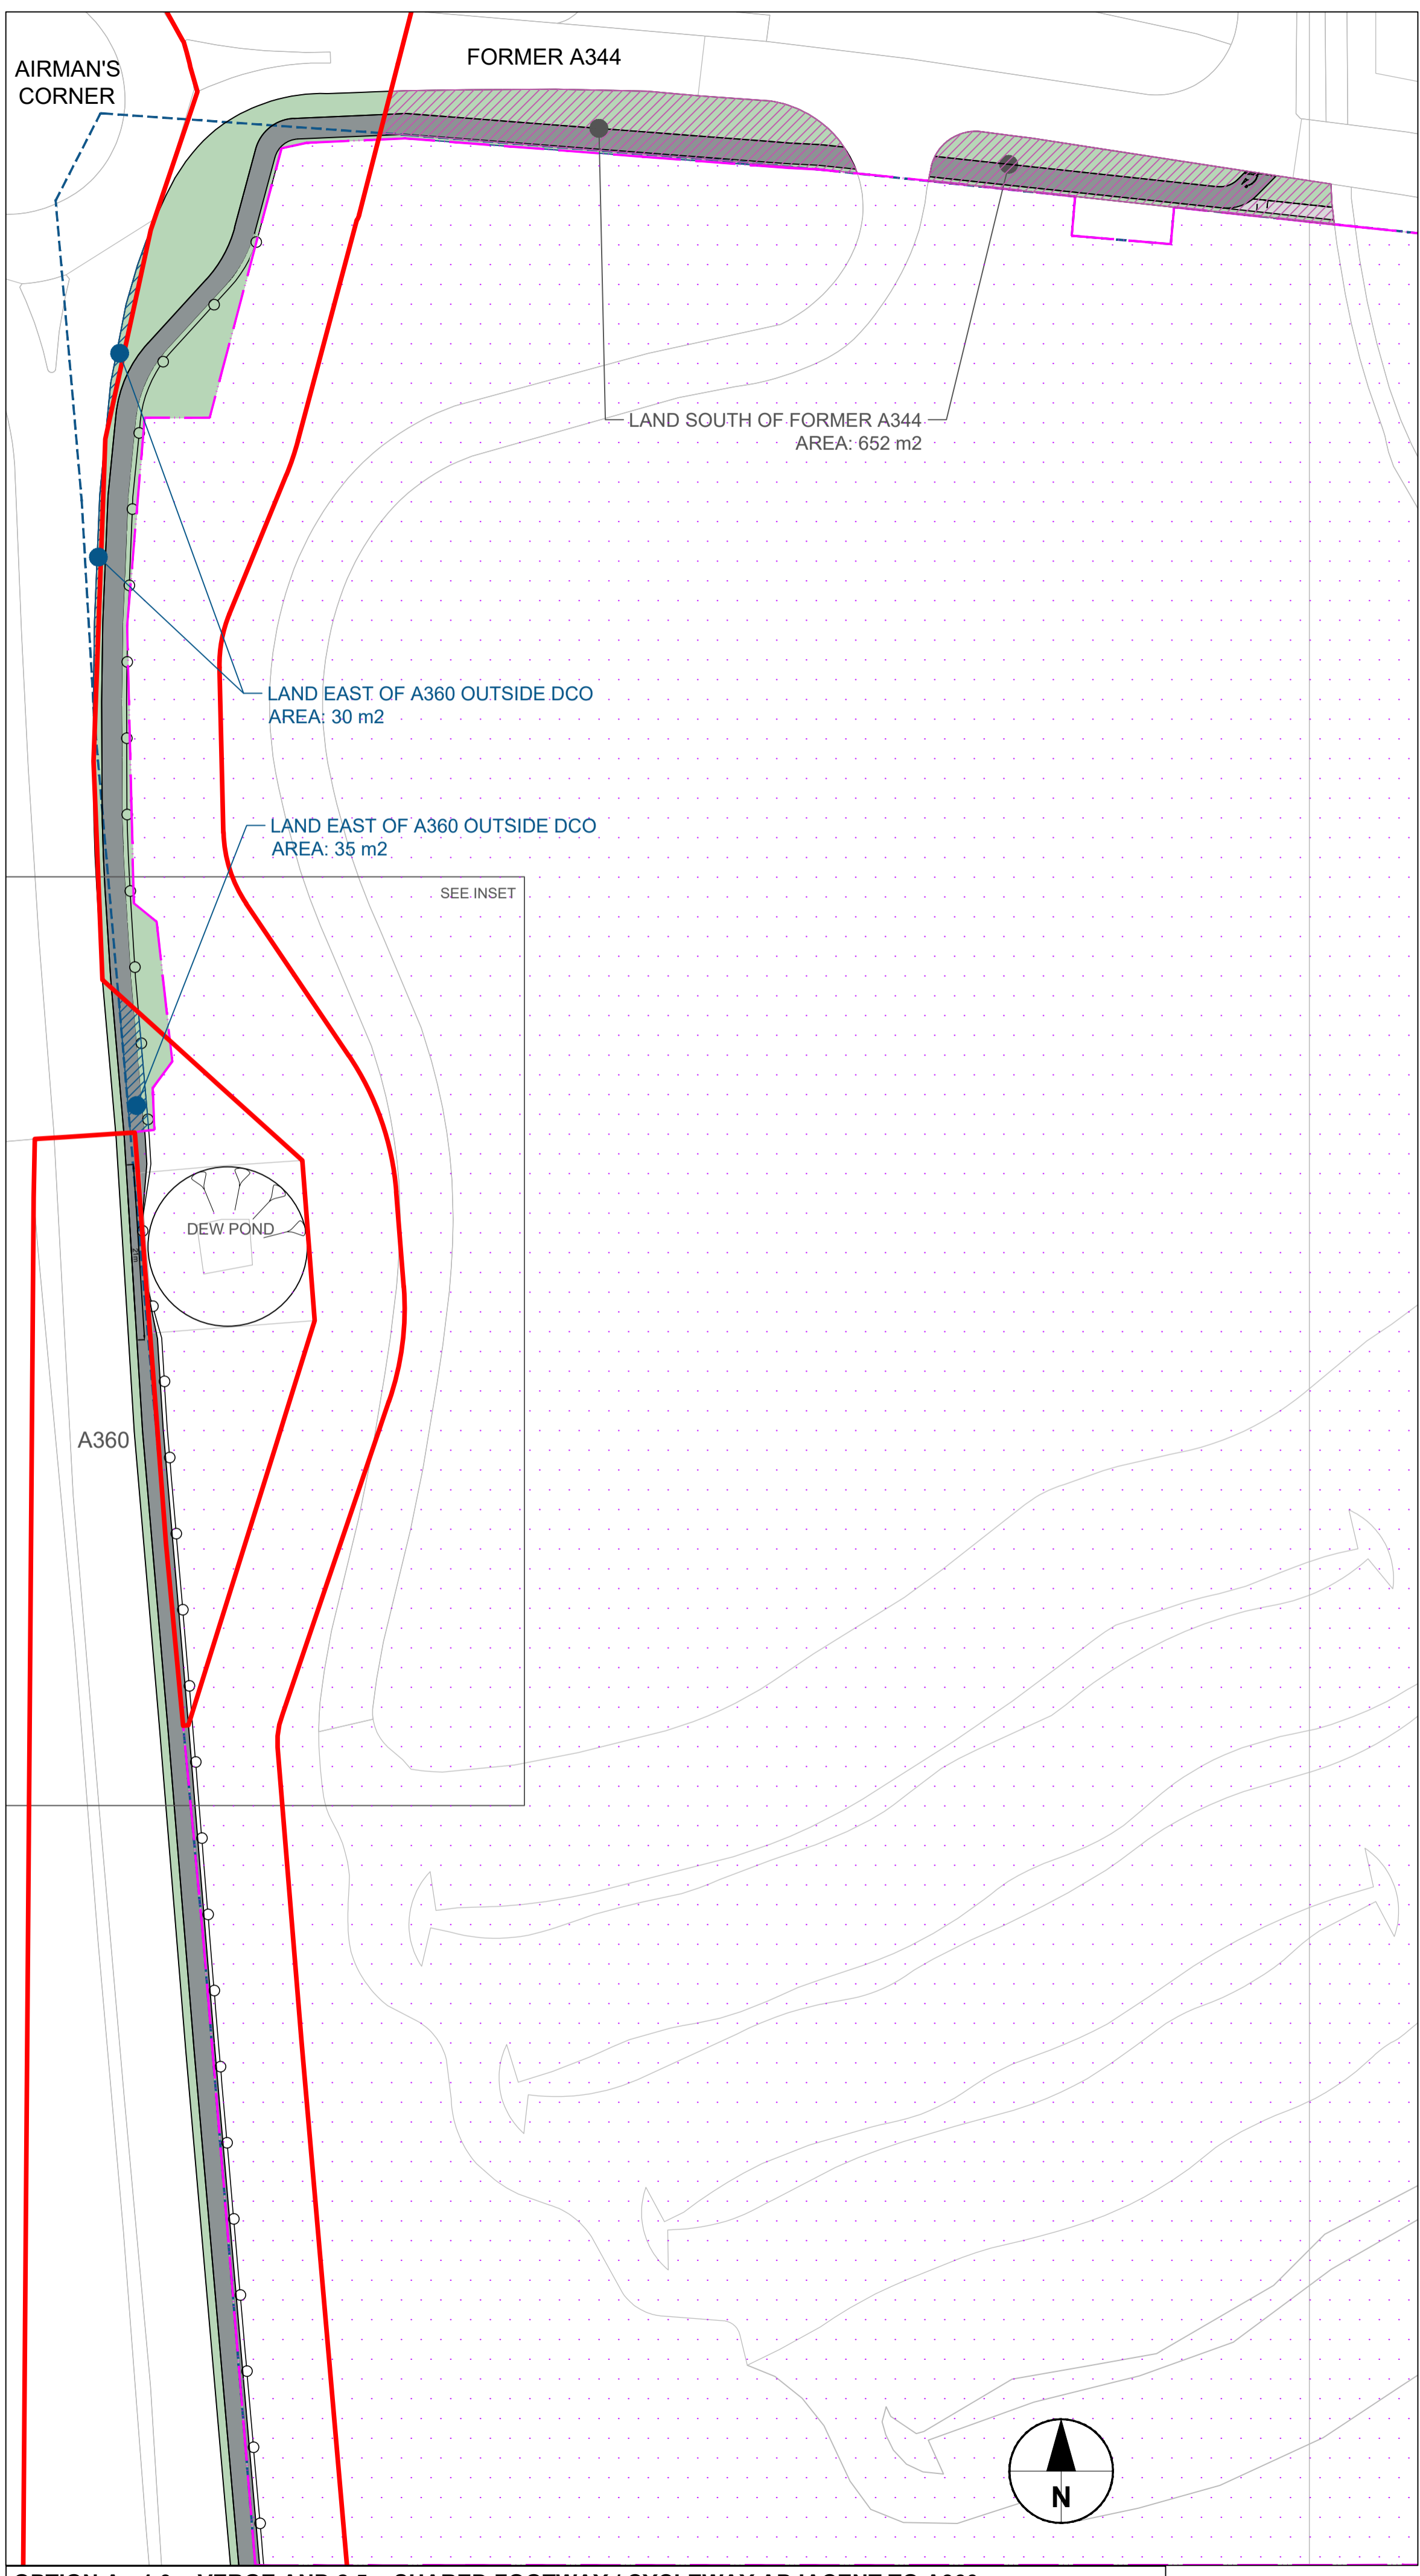 AIRMAN'S
CORNER
FORMER A344
LAND SOUTH OF FORMER A344
AREA: 652 m2
LAND EAST OF A360 OUTSIDE DCO
AREA: 30 m2
LAND EAST OF A360 OUTSIDE DCO
AREA: 35 m2
SEE INSET
DEW POND
A360
N